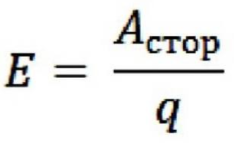 E = A_стор / q